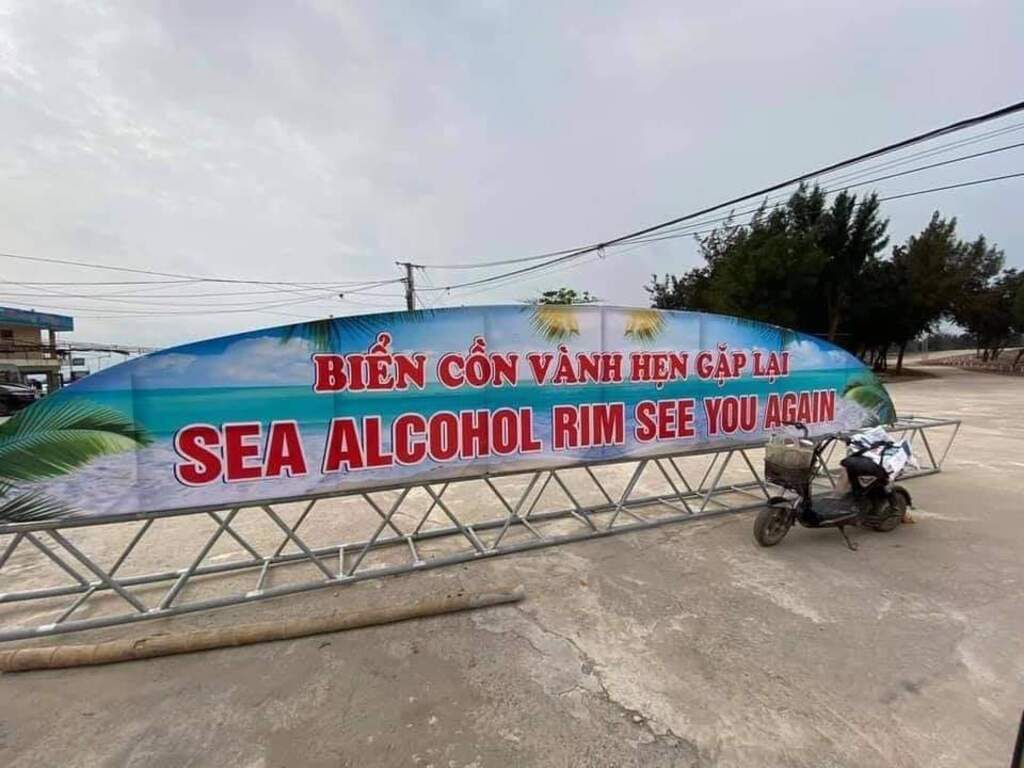 BIỂN CỒN VÀNH HẸN GẶP LẠI
SEA ALCOHOL RIM SEE YOU AGAIN